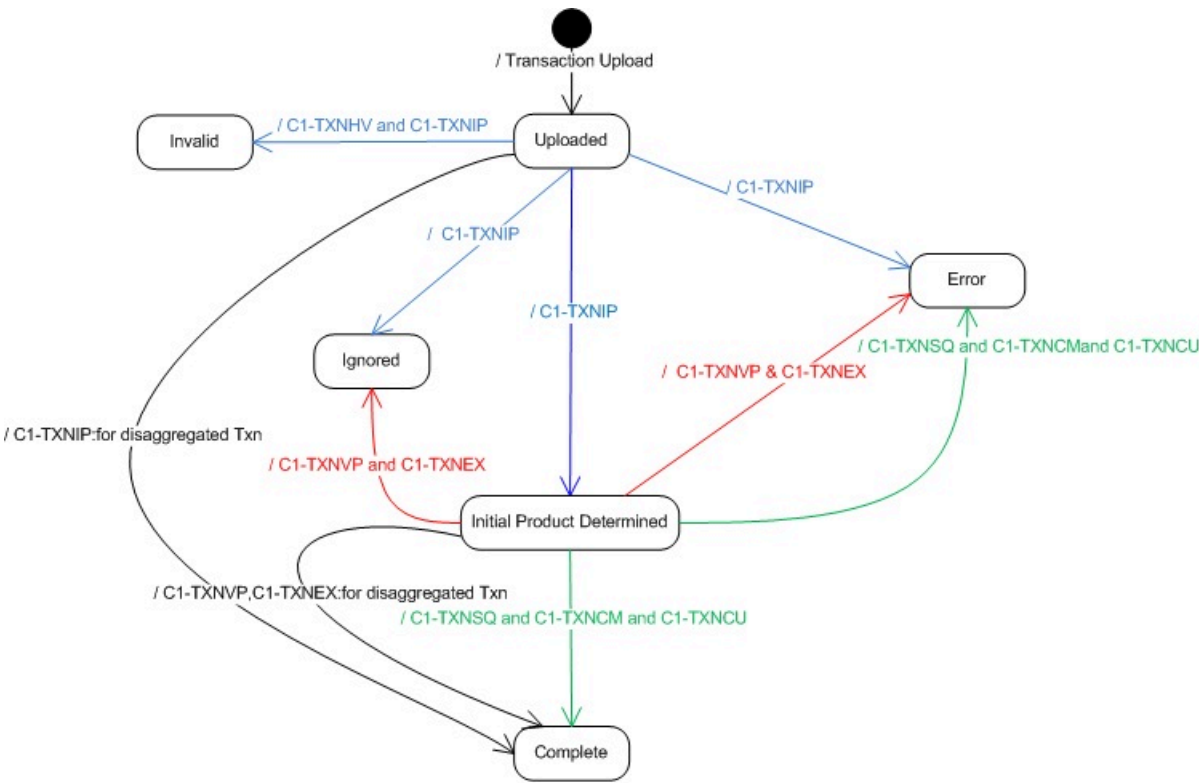 / Transaction Upload
/ C1-TXNHV and C1-TXNIP
Invalid
Uploaded
/ C1-TXNIP
/  C1-TXNIP
Error
/ C1-TXNIP
/ C1-TXNSQ and C1-TXNCMand C1-TXNCU
Ignored
/  C1-TXNVP & C1-TXNEX
/ C1-TXNIP:for disaggregated Txn
/ C1-TXNVP and C1-TXNEX
Initial Product Determined
/ C1-TXNVP,C1-TXNEX:for disaggregated Txn
/ C1-TXNSQ and C1-TXNCM and C1-TXNCU
Complete